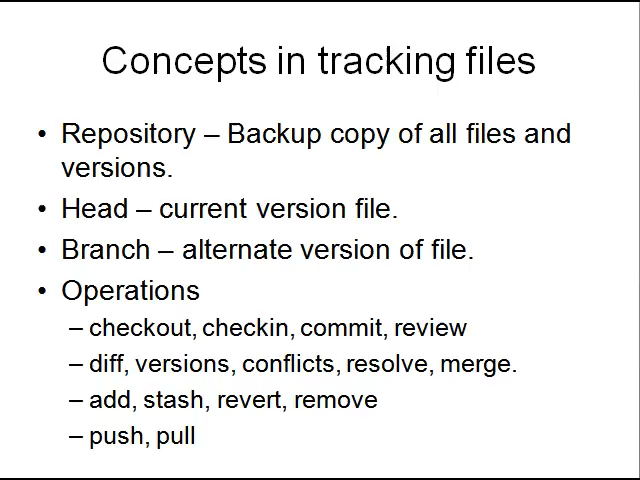 Concepts in tracking files
• Repository – Backup copy of all files and
versions.
• Head – current version file.
• Branch – alternate version of file.
• Operations
– checkout, checkin, commit, review
– diff, versions, conflicts, resolve, merge.
– add, stash, revert, remove
– push, pull